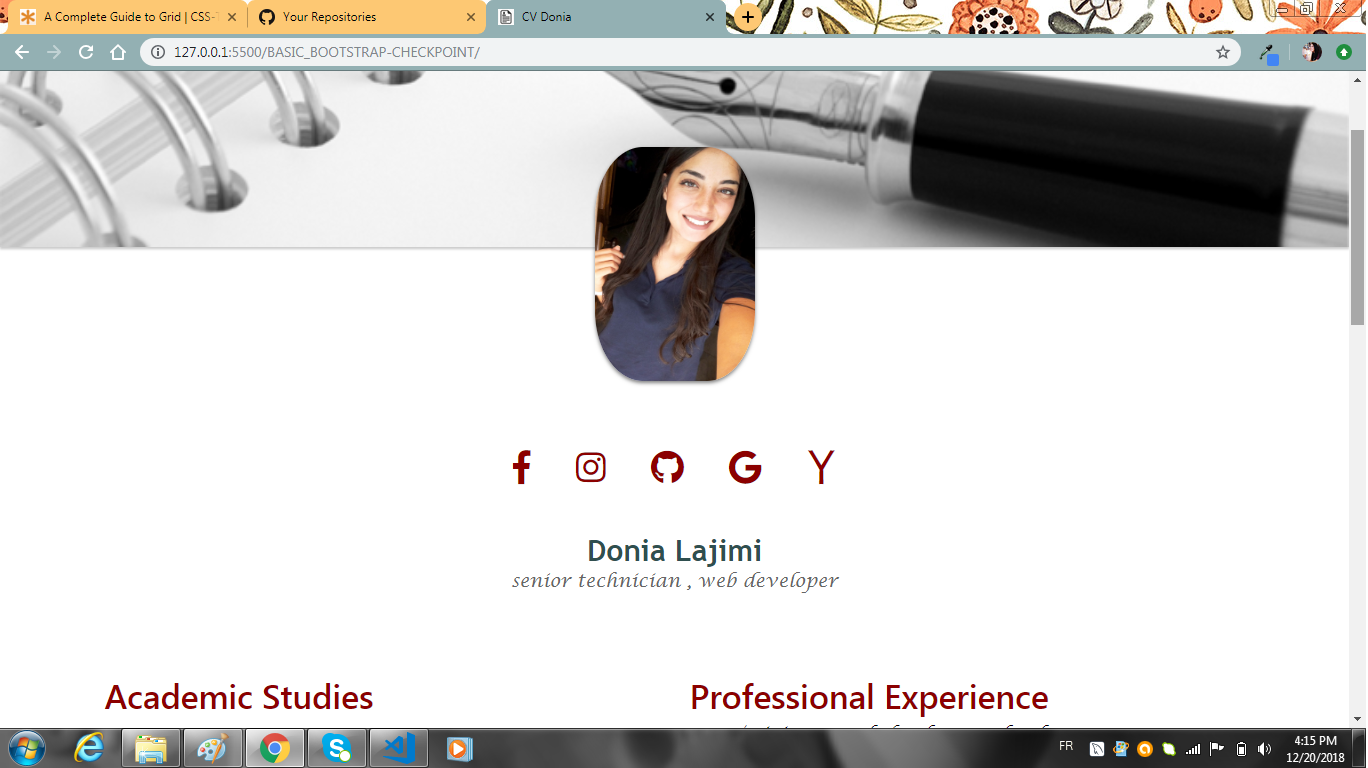 A Complete Guide to Grid | CSS-T
Your Repositories
CV Donia
127.0.0.1:5500/BASIC_BOOTSTRAP-CHECKPOINT/
Donia Lajimi
senior technician , web developer
Academic Studies
Professional Experience
FR
4:15 PM
12/20/2018